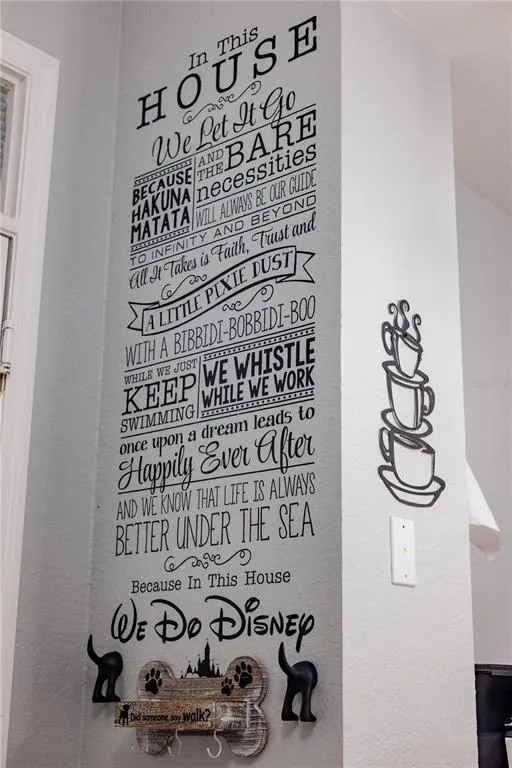 In This
HOUSE
We Let It Go
BECAUSE
HAKUNA
MATATA
AND
THE BARE
necessities
WILL ALWAYS BE OUR GUIDE
TO INFINITY AND BEYOND
All It Takes is Faith, Trust and
A LITTLE PIXIE DUST
WITH A BIBBIDI-BOBBIDI-BOO
WHILE WE JUST
KEEP
SWIMMING
WE WHISTLE
WHILE WE WORK
once upon a dream leads to
Happily Ever After
AND WE KNOW THAT LIFE IS ALWAYS
BETTER UNDER THE SEA
Because In This House
We Do Disney
Did someone say walk?